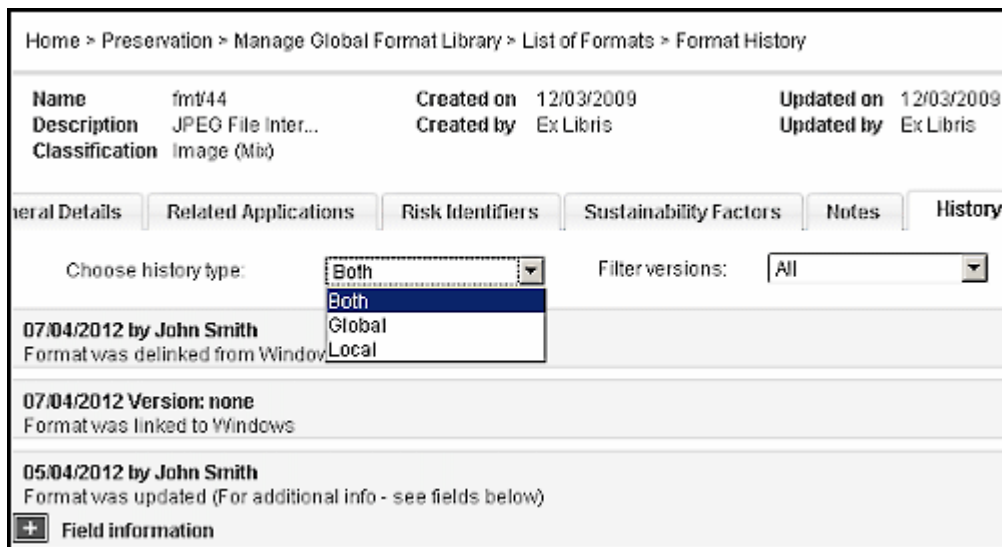 Home > Preservation > Manage Global Format Library > List of Formats > Format History
Name fmt/44 Created on 12/03/2009 Updated on 12/03/2009
Description JPEG File Inter... Created by Ex Libris Updated by Ex Libris
Classification Image (Mix)
neral Details Related Applications Risk Identifiers Sustainability Factors Notes History
Choose history type: Both Filter versions: All
Both
Global
Local
07/04/2012 by John Smith
Format was delinked from Window
07/04/2012 Version: none
Format was linked to Windows
05/04/2012 by John Smith
Format was updated (For additional info - see fields below)
+ Field information